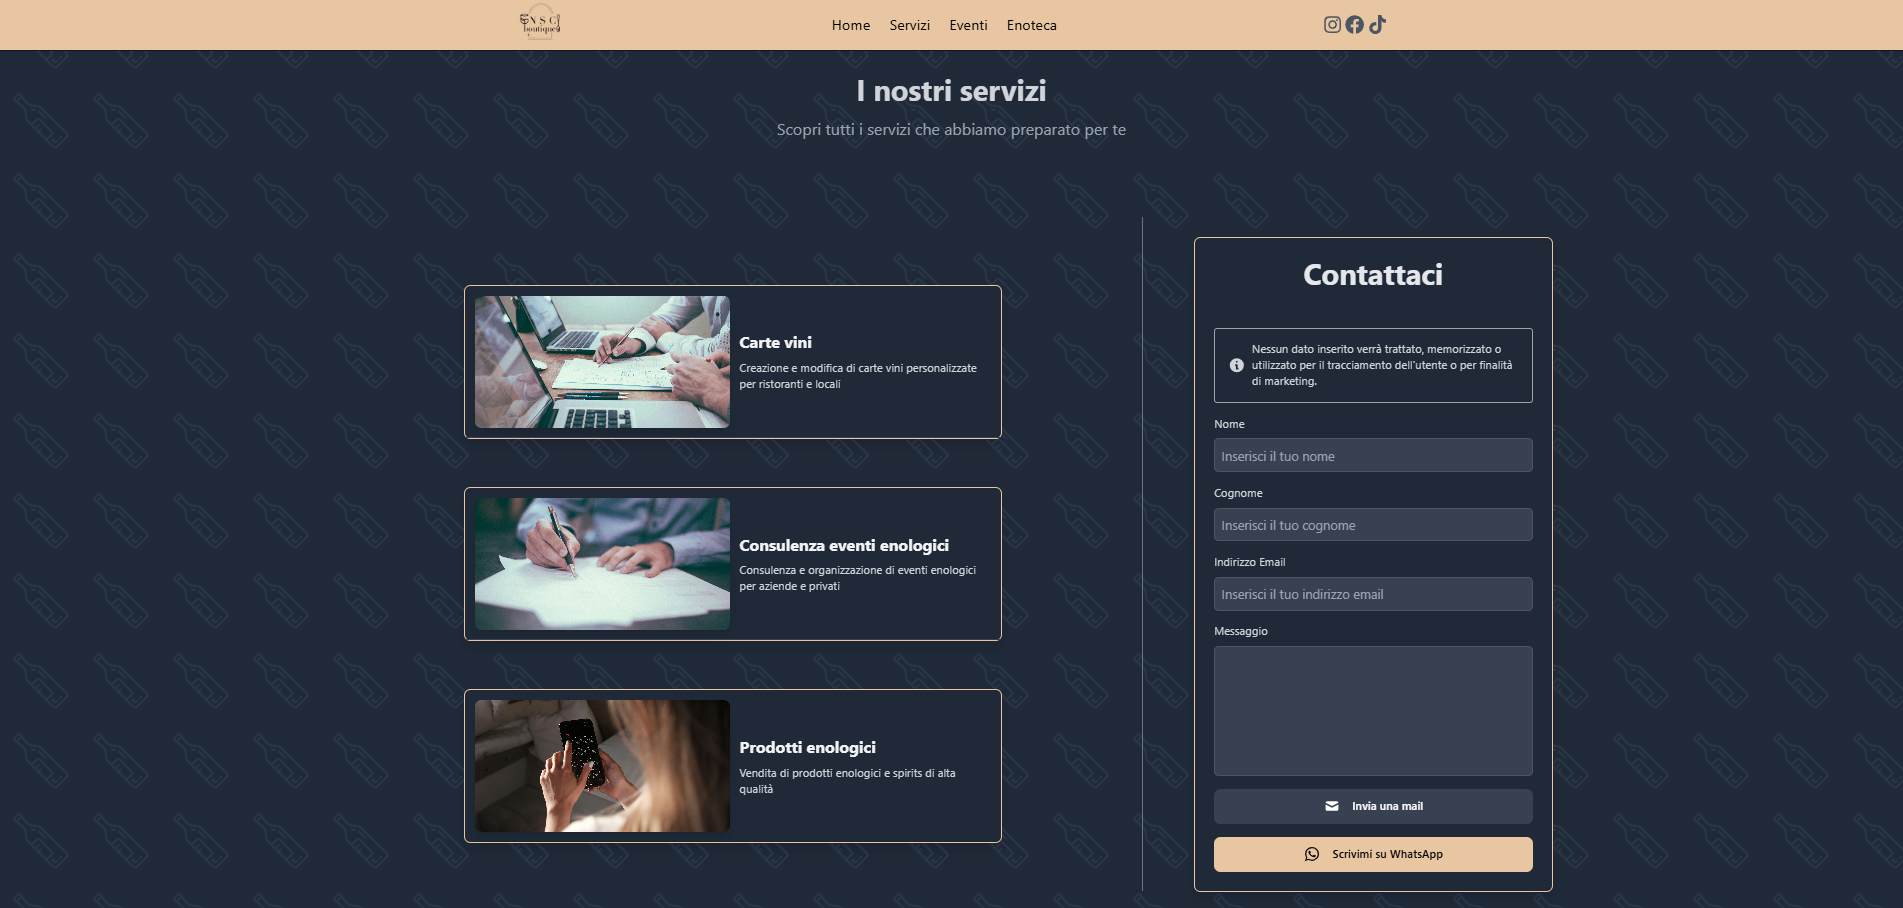 NSC
boutique
Home
Servizi
Eventi
Enoteca
I nostri servizi
Scopri tutti i servizi che abbiamo preparato per te
Carte vini
Creazione e modifica di carte vini personalizzate
per ristoranti e locali
Consulenza eventi enologici
Consulenza e organizzazione di eventi enologici
per aziende e privati
Prodotti enologici
Vendita di prodotti enologici e spirits di alta
qualità
Contattaci
Nessun dato inserito verrà trattato, memorizzato o
utilizzato per il tracciamento dell'utente o per finalità
di marketing.
Nome
Inserisci il tuo nome
Cognome
Inserisci il tuo cognome
Indirizzo Email
Inserisci il tuo indirizzo email
Messaggio
Invia una mail
Scrivimi su WhatsApp